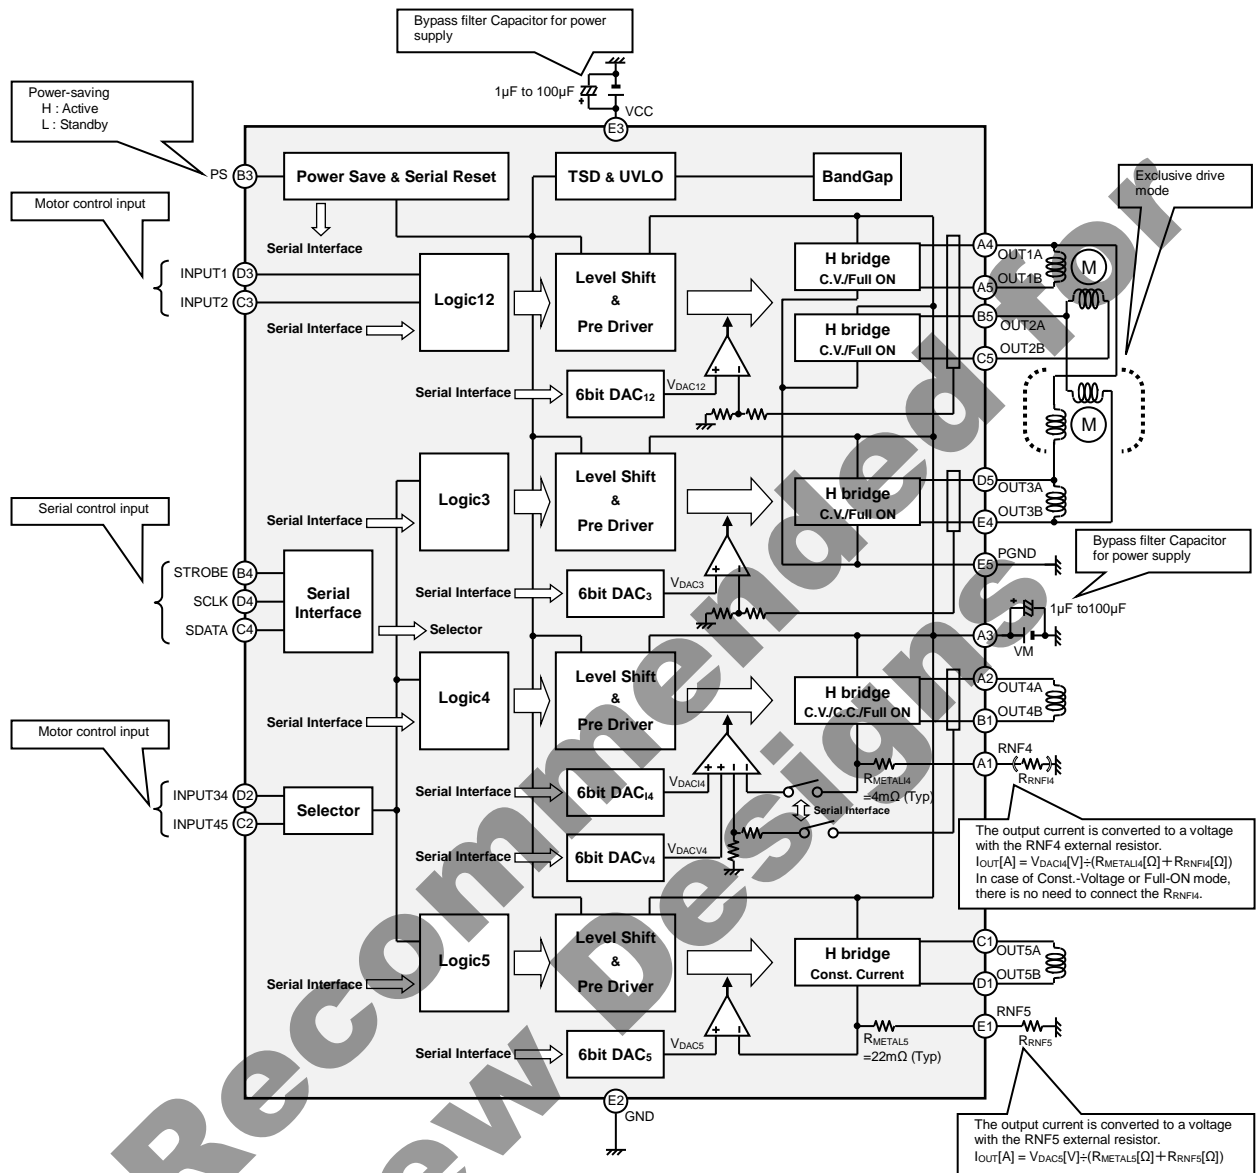 Bypass filter Capacitor for power
supply
1μF to 100μF
VCC
E3
Power-saving
H : Active
L : Standby
PS B3
Power Save & Serial Reset
TSD & UVLO
BandGap
Exclusive drive
mode
Motor control input
Serial Interface
INPUT1 D3
INPUT2 C3
Logic12
Serial Interface
Level Shift
&
Pre Driver
H bridge
C.V./Full ON
H bridge
C.V./Full ON
A4
OUT1A
OUT1B
A5
B5
OUT2A
OUT2B
C5
M
M
Serial Interface
6bit DAC12
VDAC12
+ −
Logic3
Serial Interface
Level Shift
&
Pre Driver
H bridge
C.V./Full ON
D5
OUT3A
OUT3B
E4
Serial control input
STROBE B4
SCLK D4
SDATA C4
Serial
Interface
Selector
Serial Interface
6bit DAC3
VDAC3
+ −
PGND
E5
Bypass filter Capacitor
for power supply
+
1μF to100μF
A3
VM
Logic4
Serial Interface
Level Shift
&
Pre Driver
H bridge
C.V./C.C./Full ON
A2
OUT4A
OUT4B
B1
Motor control input
INPUT34 D2
INPUT45 C2
Selector
Serial Interface
6bit DACI4
VDACI4
+ + − −
RMETALI4
=4mΩ (Typ)
RNF4
A1
RRNFI4
Serial Interface
Serial Interface
6bit DACV4
VDACV4
The output current is converted to a voltage
with the RNF4 external resistor.
IOUT[A] = VDACI4[V]÷(RMETALI4[Ω]+RRNFI4[Ω])
In case of Const.-Voltage or Full-ON mode,
there is no need to connect the RRNFI4.
Logic5
Serial Interface
Level Shift
&
Pre Driver
H bridge
Const. Current
C1
OUT5A
OUT5B
D1
Serial Interface
6bit DAC5
VDAC5
+ −
RMETAL5
=22mΩ (Typ)
RNF5
E1
RRNF5
E2
GND
The output current is converted to a voltage
with the RNF5 external resistor.
IOUT[A] = VDAC5[V]÷(RMETAL5[Ω]+RRNF5[Ω])
Recommended for
ew Designs